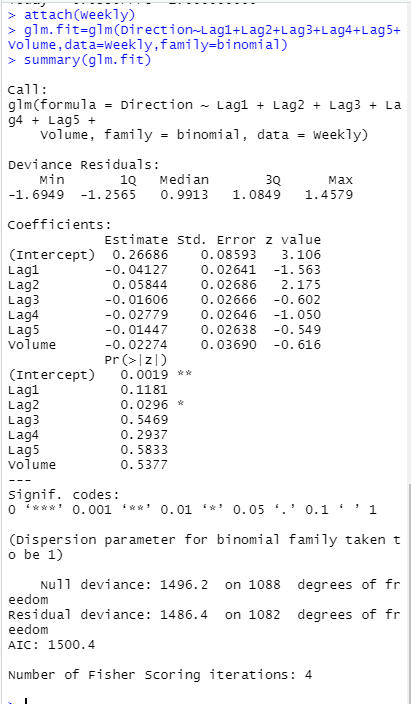 > attach(Weekly)
> glm.fit=glm(Direction~Lag1+Lag2+Lag3+Lag4+Lag5+
Volume,data=Weekly,family=binomial)
> summary(glm.fit)
Call:
glm(formula = Direction ~ Lag1 + Lag2 + Lag3 + La
g4 + Lag5 +
    Volume, family = binomial, data = Weekly)
Deviance Residuals:
    Min       1Q   Median       3Q      Max
-1.6949  -1.2565   0.9913   1.0849   1.4579
Coefficients:
            Estimate Std. Error z value
(Intercept)  0.26686    0.08593   3.106
Lag1        -0.04127    0.02641  -1.563
Lag2         0.05844    0.02686   2.175
Lag3        -0.01606    0.02666  -0.602
Lag4        -0.02779    0.02646  -1.050
Lag5        -0.01447    0.02638  -0.549
Volume      -0.02274    0.03690  -0.616
            Pr(>|z|)
(Intercept)   0.0019 **
Lag1          0.1181
Lag2          0.0296 *
Lag3          0.5469
Lag4          0.2937
Lag5          0.5833
Volume        0.5377
---
Signif. codes:
0 ‘***’ 0.001 ‘**’ 0.01 ‘*’ 0.05 ‘.’ 0.1 ‘ ’ 1
(Dispersion parameter for binomial family taken t
o be 1)
    Null deviance: 1496.2  on 1088  degrees of fr
eedom
Residual deviance: 1486.4  on 1082  degrees of fr
eedom
AIC: 1500.4
Number of Fisher Scoring iterations: 4
>